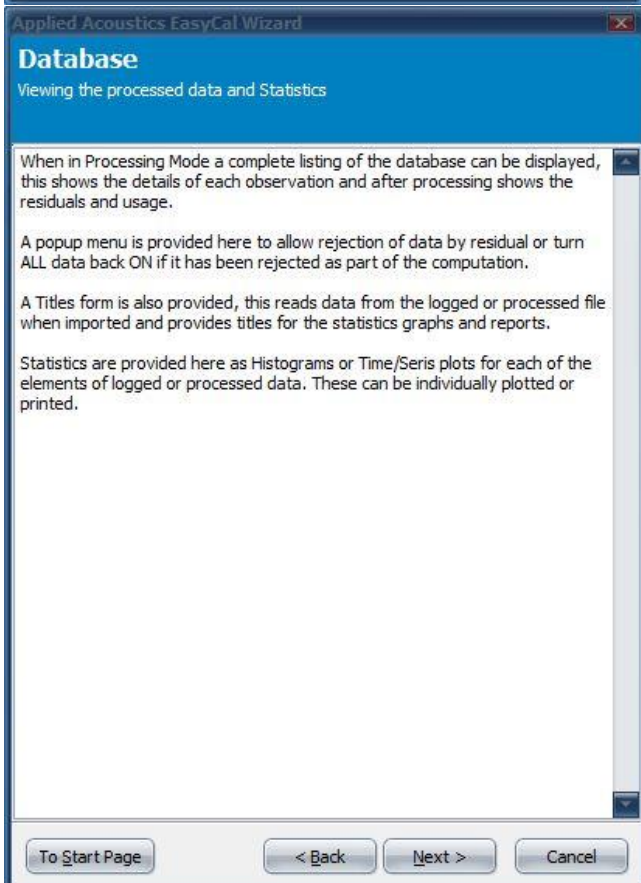 Applied Acoustics EasyCal Wizard
Database
Viewing the processed data and Statistics
When in Processing Mode a complete listing of the database can be displayed,
this shows the details of each observation and after processing shows the
residuals and usage.
A popup menu is provided here to allow rejection of data by residual or turn
ALL data back ON if it has been rejected as part of the computation.
A Titles form is also provided, this reads data from the logged or processed file
when imported and provides titles for the statistics graphs and reports.
Statistics are provided here as Histograms or Time/Seris plots for each of the
elements of logged or processed data. These can be individually plotted or
printed.
To Start Page
< Back
Next >
Cancel